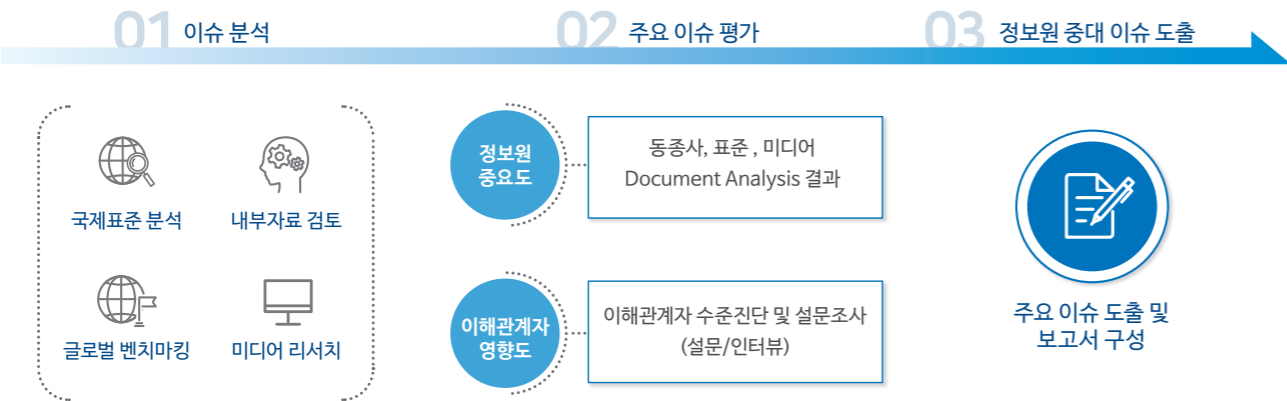 01 이슈 분석
02 주요 이슈 평가
03 정보원 중대 이슈 도출
국제표준 분석
내부자료 검토
글로벌 벤치마킹
미디어 리서치
정보원
중요도
동종사, 표준 , 미디어
Document Analysis 결과
이해관계자
영향도
이해관계자 수준진단 및 설문조사
(설문/인터뷰)
주요 이슈 도출 및
보고서 구성